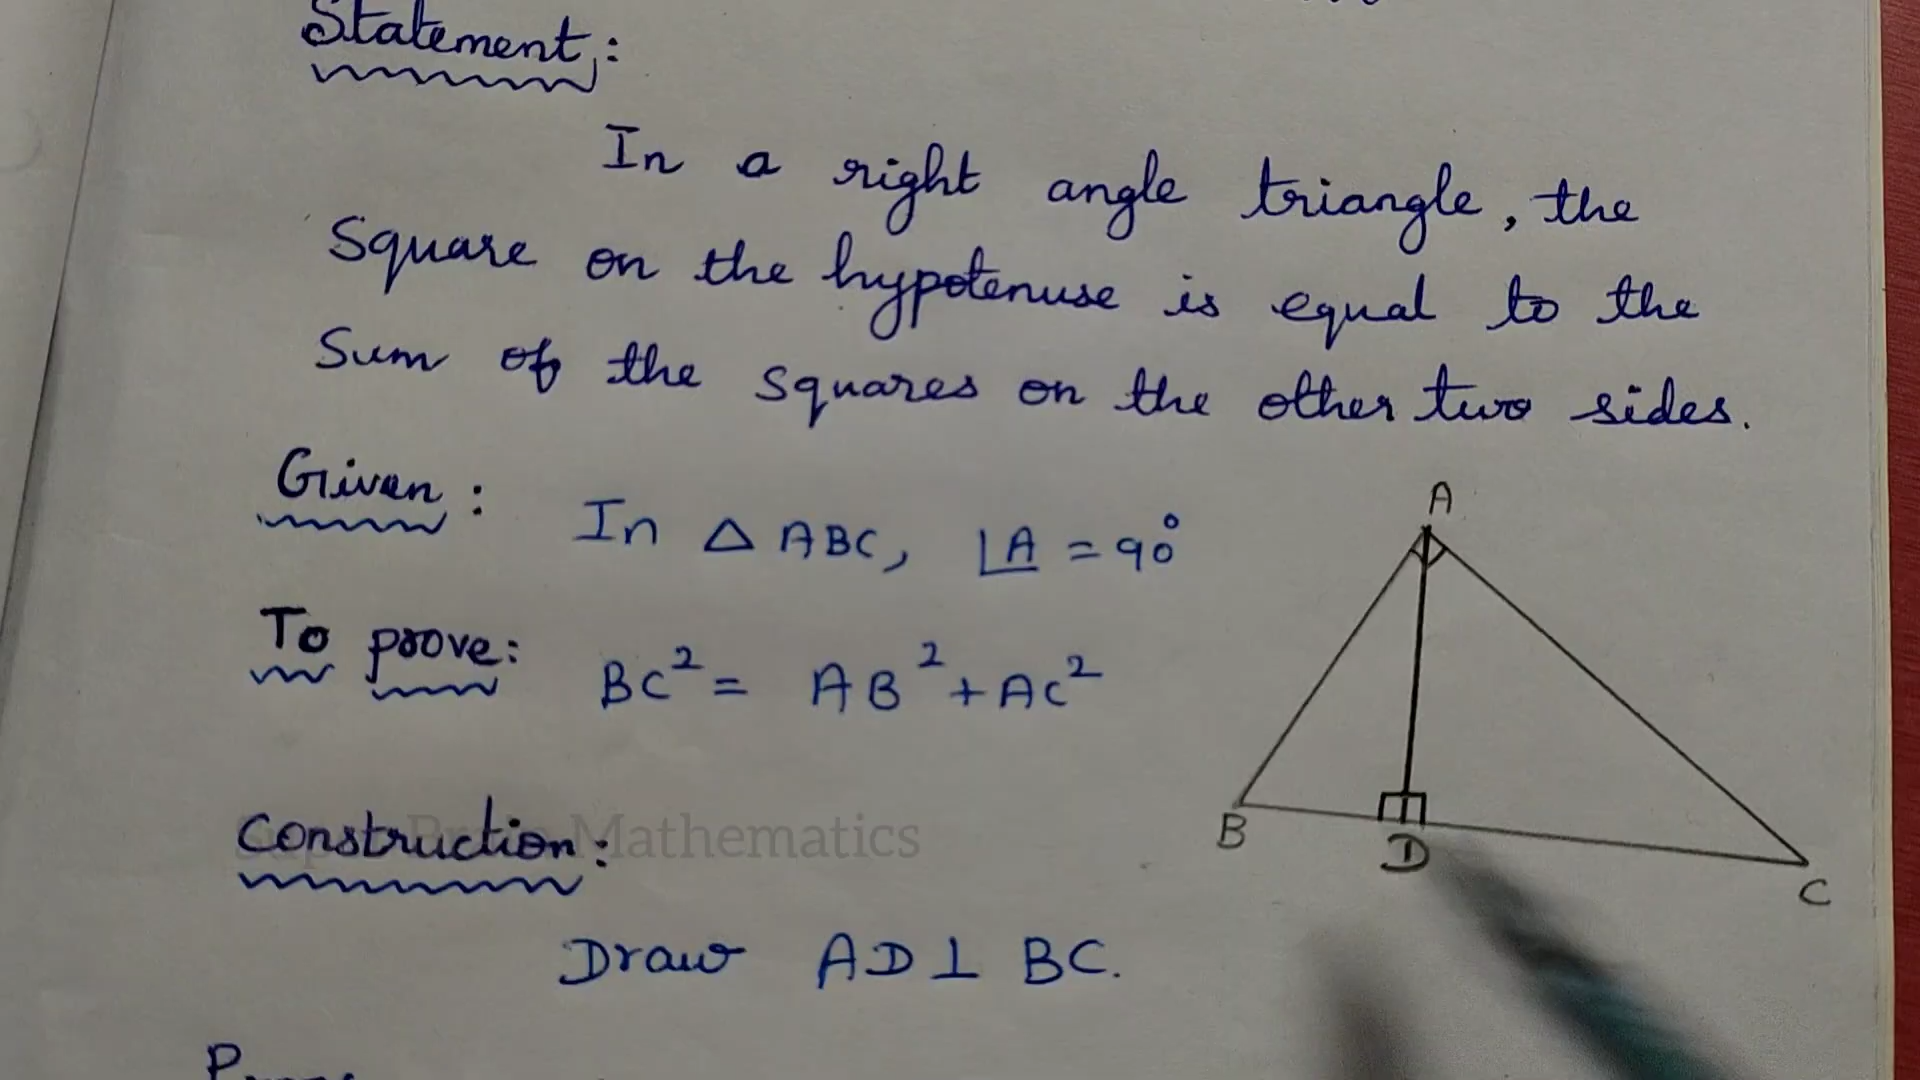 Statement:
In a right angle triangle, the
Square on the hypotenuse is equal to the
Sum of the squares on the other two sides.
Given: In △ ABC, ∠A = 90°
To prove: BC² = AB² + AC²
Construction:
Mathematics
Draw AD ⊥ BC.
A
B
D
C